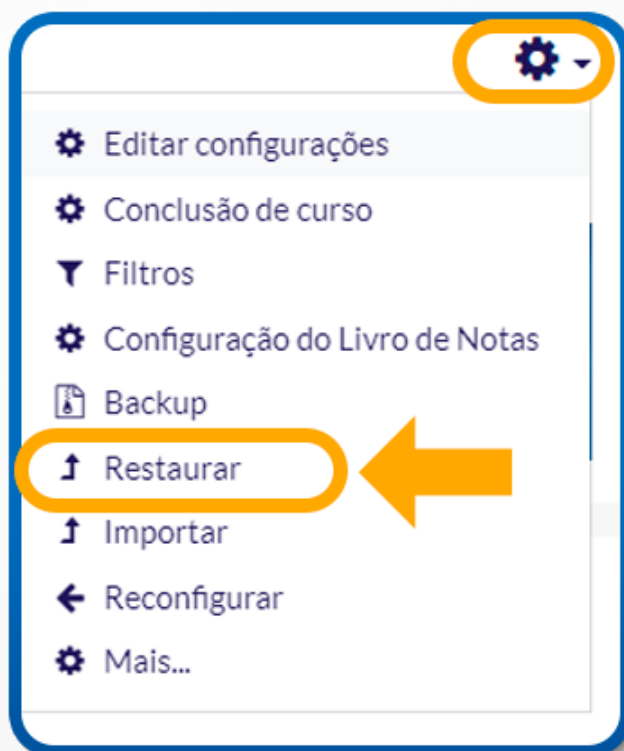 Editar configurações
Conclusão de curso
Filtros
Configuração do Livro de Notas
Backup
Restaurar
Importar
Reconfigurar
Mais...